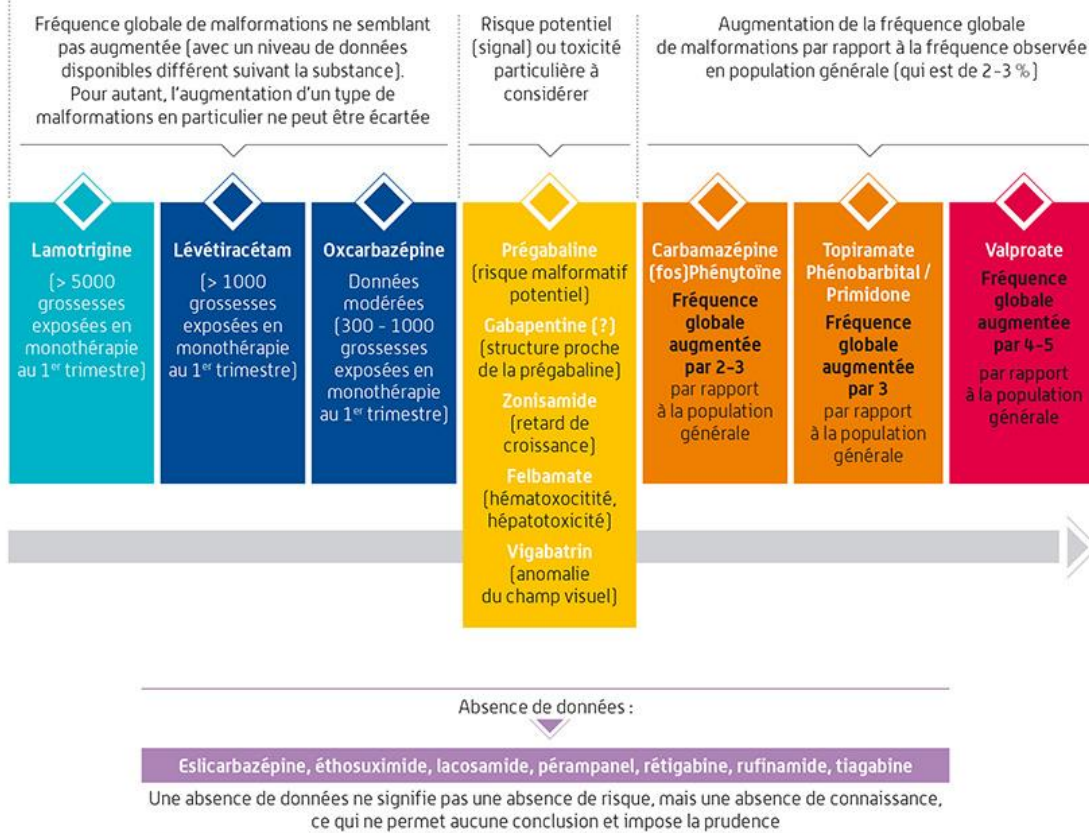 Fréquence globale de malformations ne semblant
pas augmentée (avec un niveau de données
disponibles différent suivant la substance).
Pour autant, l'augmentation d'un type de
malformations en particulier ne peut être écartée
Risque potentiel
(signal) ou toxicité
particulière à
considérer
Augmentation de la fréquence globale
de malformations par rapport à la fréquence observée
en population générale (qui est de 2-3 %)
Lamotrigine
(> 5000
grossesses
exposées en
monothérapie
au 1er trimestre)
Lévétiracétam
(> 1000
grossesses
exposées en
monothérapie
au 1er trimestre)
Oxcarbazépine
Données
modérées
(300 - 1000
grossesses
exposées en
monothérapie
au 1er trimestre)
Prégabaline
(risque malformatif
potentiel)
Gabapentine (?)
(structure proche
de la prégabaline)
Zonisamide
(retard de
croissance)
Felbamate
(hématoxocitité,
hépatotoxicité)
Vigabatrin
(anomalie
du champ visuel)
Carbamazépine
(fos)Phénytoïne
Fréquence
globale
augmentée
par 2-3
par rapport
à la population
générale
Topiramate
Phénobarbital /
Primidone
Fréquence
globale
augmentée
par 3
par rapport
à la population
générale
Valproate
Fréquence
globale
augmentée
par 4-5
par rapport
à la population
générale
Absence de données :
Eslicarbazépine, éthosuximide, lacosamide, pérampanel, rétigabine, rufinamide, tiagabine
Une absence de données ne signifie pas une absence de risque, mais une absence de connaissance,
ce qui ne permet aucune conclusion et impose la prudence